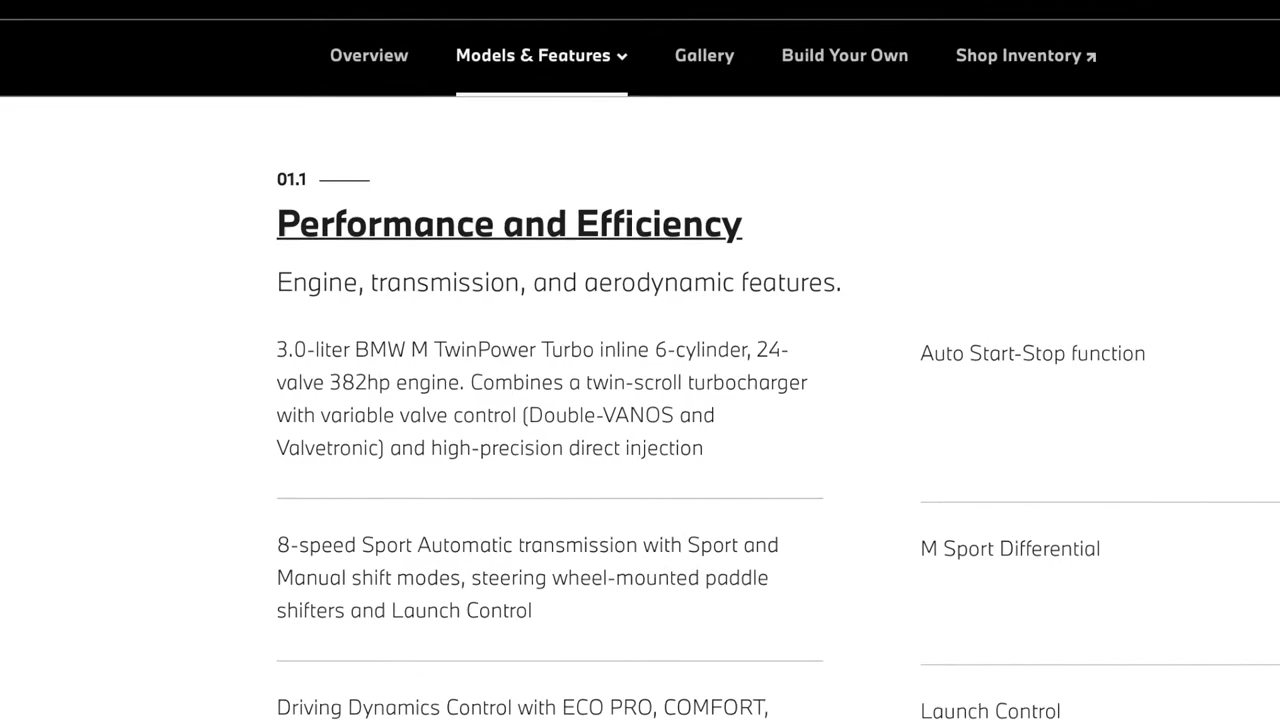 Overview Models & Features Gallery Build Your Own Shop Inventory
01.1
Performance and Efficiency
Engine, transmission, and aerodynamic features.
3.0-liter BMW M TwinPower Turbo inline 6-cylinder, 24-
valve 382hp engine. Combines a twin-scroll turbocharger
with variable valve control (Double-VANOS and
Valvetronic) and high-precision direct injection
Auto Start-Stop function
8-speed Sport Automatic transmission with Sport and
Manual shift modes, steering wheel-mounted paddle
shifters and Launch Control
M Sport Differential
Driving Dynamics Control with ECO PRO, COMFORT,
Launch Control